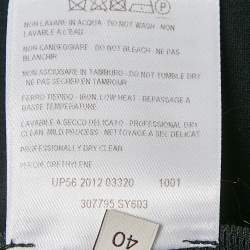 P
NON LAVARE IN ACQUA - DO NOT WASH - NON
LAVABLE A L'EAU
NON CANDEGGIARE - DO NOT BLEACH - NE PAS
BLANCHIR
NON ASCIUGARE IN TAMBURO - DO NOT TUMBLE DRY
NE PAS SECHER EN TAMBOUR
FERRO TIEPIDO - IRON, LOW HEAT - REPASSAGE A
BASSE TEMPERATURE
LAVABILE A SECCO DELICATO - PROFESSIONAL DRY
CLEAN MILD PROCESS - NETTOYAGE A SEC DELICAT
PROFESSIONALLY DRY CLEAN
PERCHLORETHYLENE
UP56 2012 03320 1001
307795 SY603
40